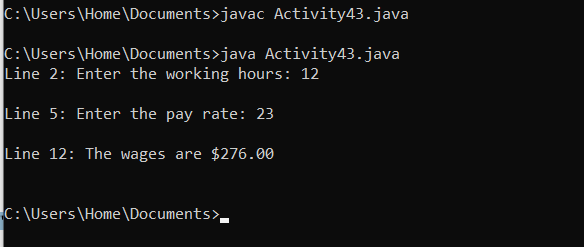 C:\Users\Home\Documents>javac Activity43.java
C:\Users\Home\Documents>java Activity43.java
Line 2: Enter the working hours: 12
Line 5: Enter the pay rate: 23
Line 12: The wages are $276.00
C:\Users\Home\Documents>